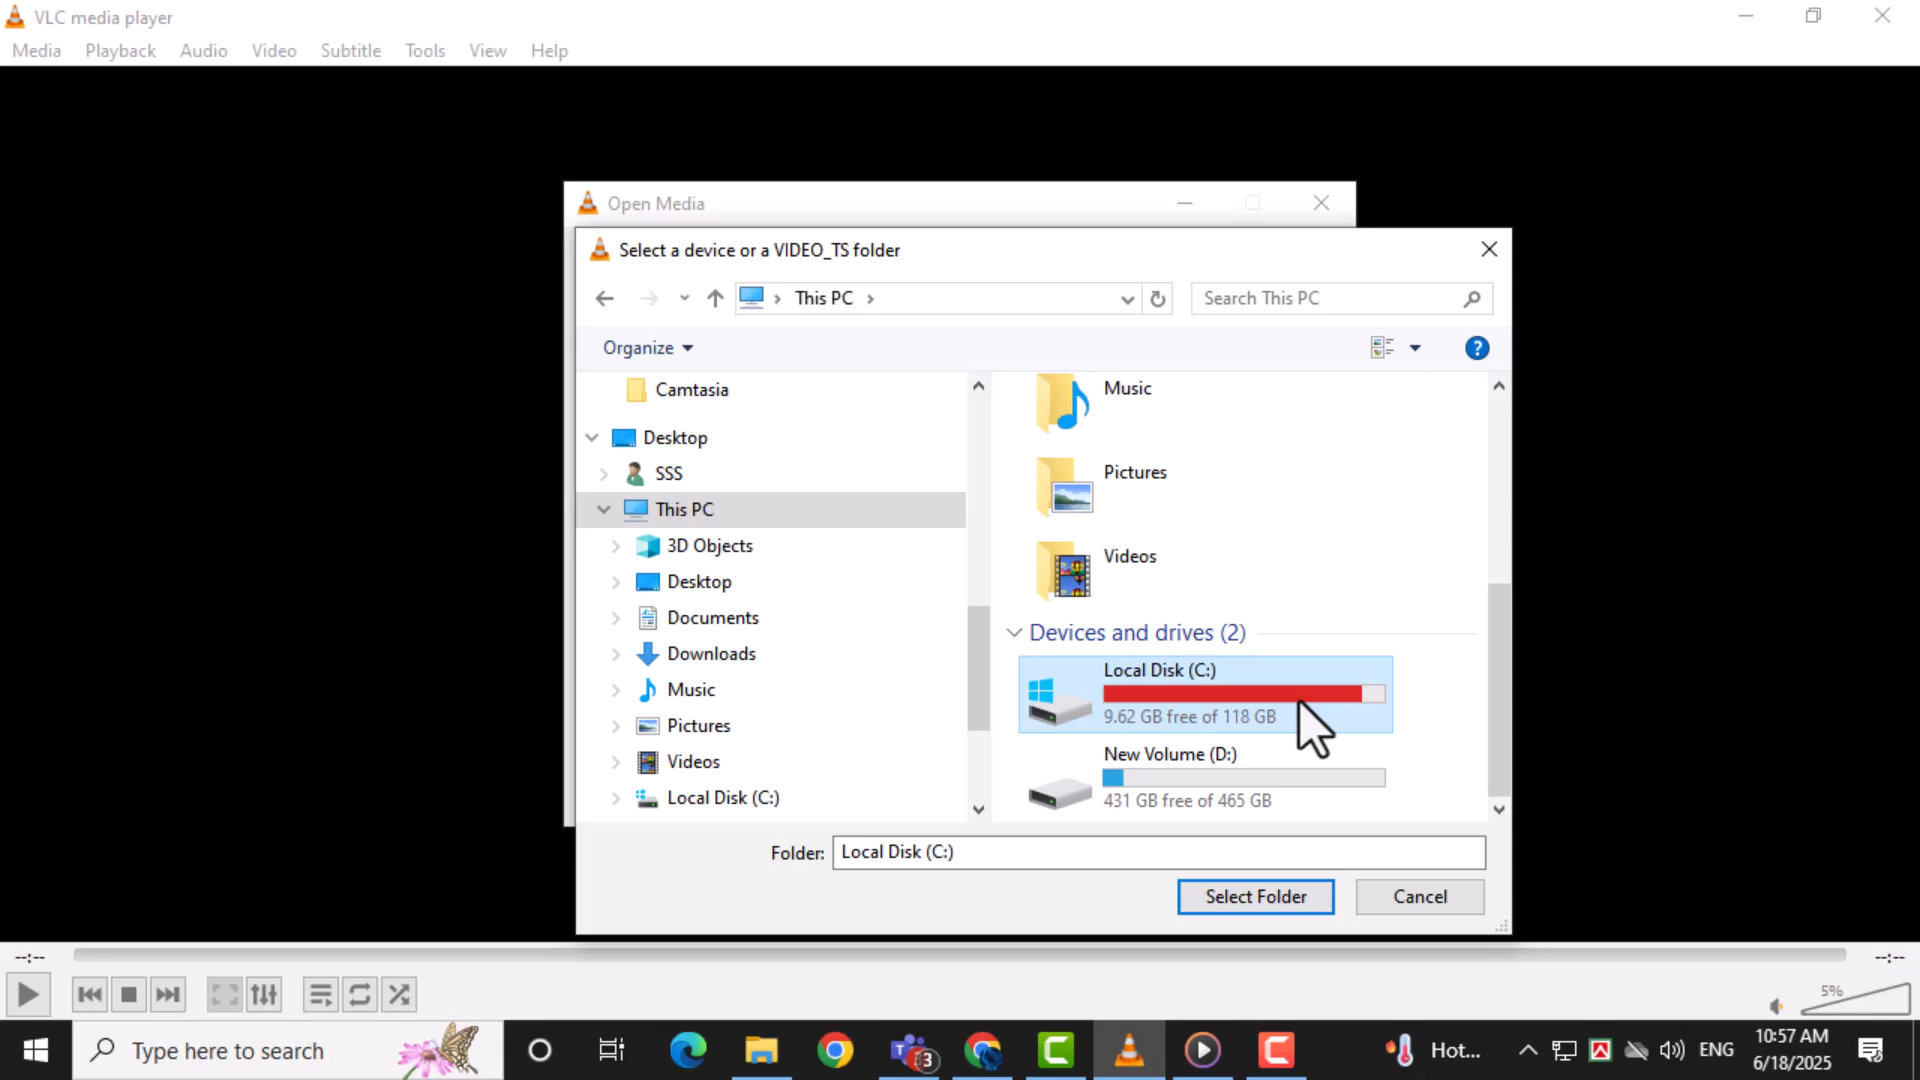 VLC media player
Media Playback Audio Video Subtitle Tools View Help
Open Media
Select a device or a VIDEO_TS folder
This PC
Search This PC
Organize
?
Camtasia
Desktop
SSS
This PC
3D Objects
Desktop
Documents
Downloads
Music
Pictures
Videos
Local Disk (C:)
Music
Pictures
Videos
Devices and drives (2)
Local Disk (C:)
9.62 GB free of 118 GB
New Volume (D:)
431 GB free of 465 GB
Folder: Local Disk (C:)
Select Folder Cancel
--:-- --:--
5%
Type here to search
3
Hot...
ENG
10:57 AM
6/18/2025